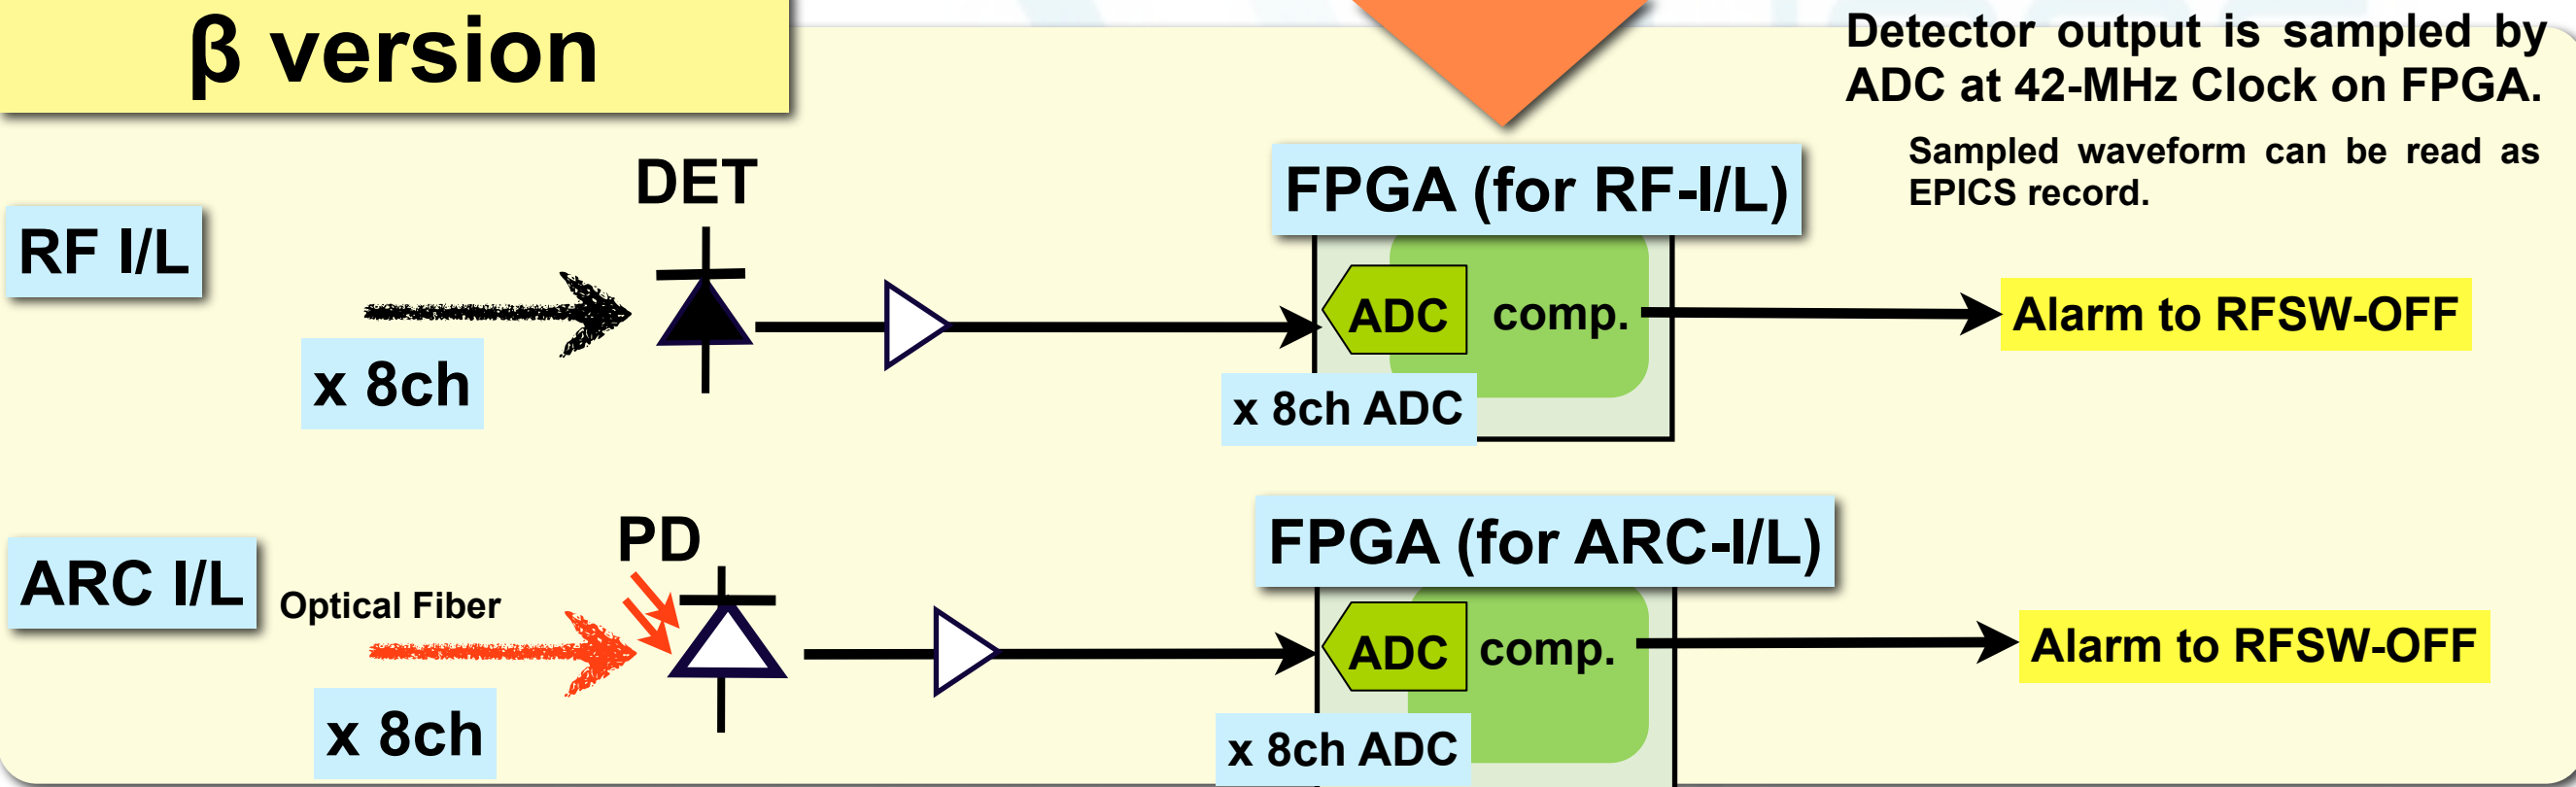 β version
Detector output is sampled by
ADC at 42-MHz Clock on FPGA.
Sampled waveform can be read as
EPICS record.
RF I/L
x 8ch
DET
FPGA (for RF-I/L)
ADC
comp.
x 8ch ADC
Alarm to RFSW-OFF
ARC I/L
Optical Fiber
x 8ch
PD
FPGA (for ARC-I/L)
ADC
comp.
x 8ch ADC
Alarm to RFSW-OFF